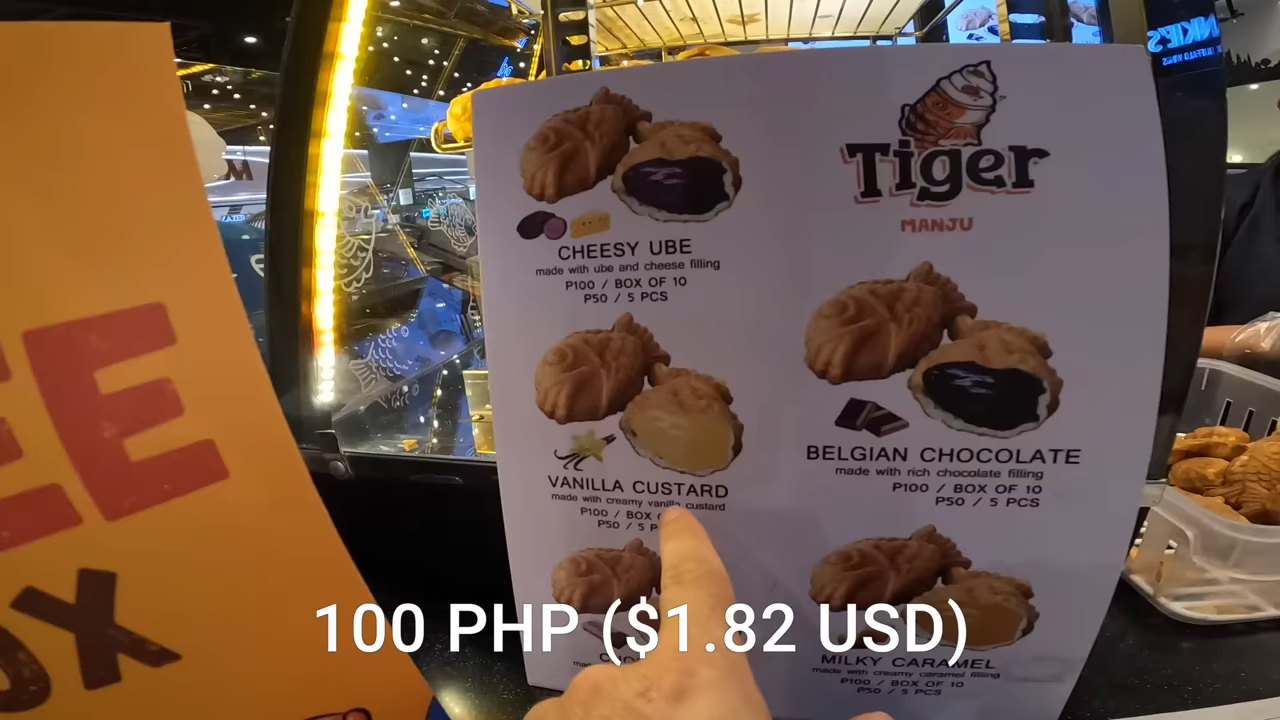 Tiger
MANJU
CHEESY UBE
made with ube and cheese filling
P100 / BOX OF 10
P50 / 5 PCS
VANILLA CUSTARD
made with creamy vanilla custard
P100 / BOX
P50 / 5 P
BELGIAN CHOCOLATE
made with rich chocolate filling
P100 / BOX OF 10
P50 / 5 PCS
MILKY CARAMEL
made with creamy caramel filling
P100 / BOX OF 10
P50 / 5 PCS
100 PHP ($1.82 USD)
EE
OX